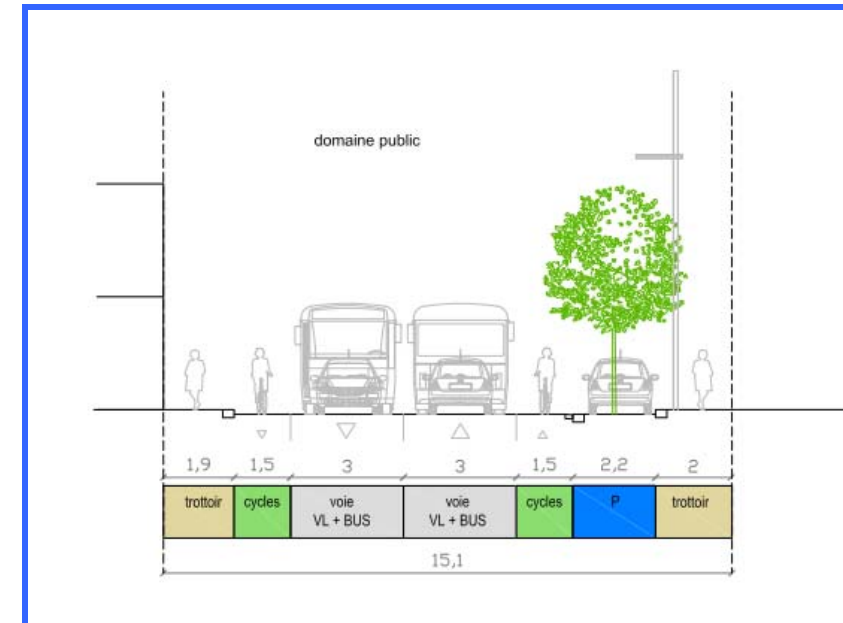 domaine public
1,9 1,5 3 3 1,5 2,2 2
trottoir cycles voie VL + BUS voie VL + BUS cycles P trottoir
15,1